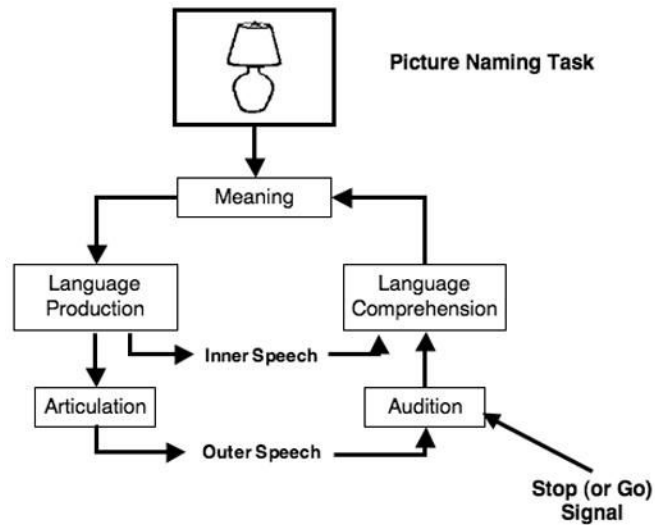 Picture Naming Task
Meaning
Language
Production
Language
Comprehension
Inner Speech
Articulation
Audition
Outer Speech
Stop (or Go)
Signal